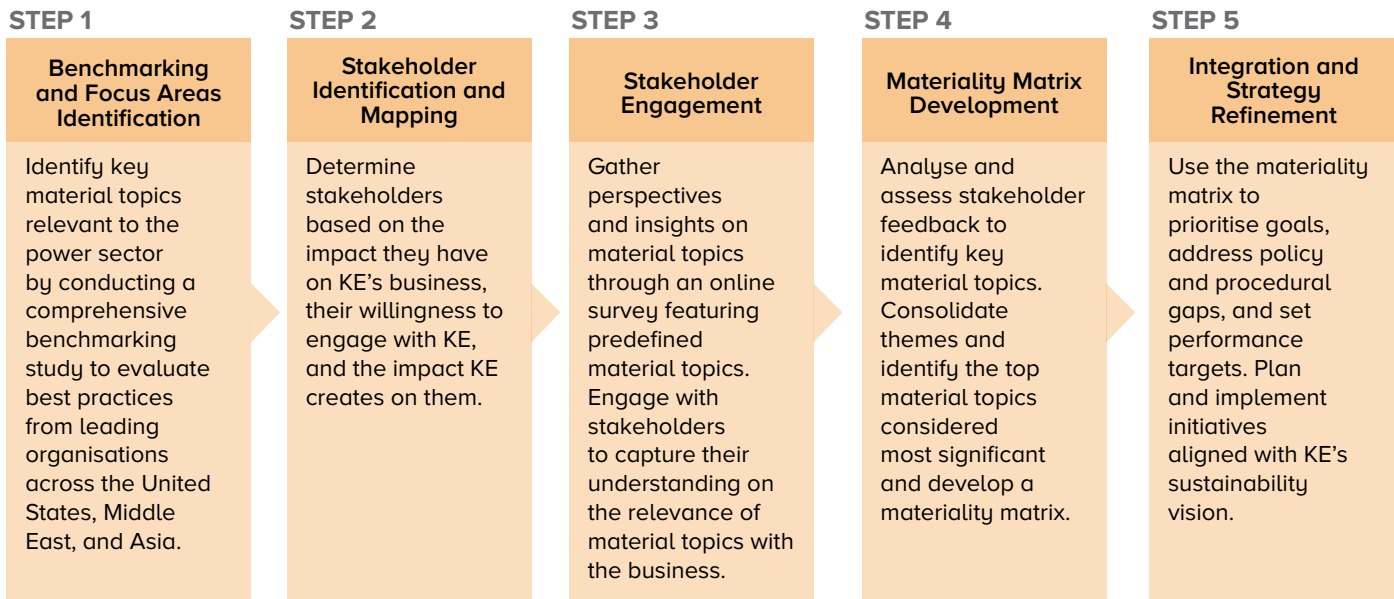 STEP 1
Benchmarking
and Focus Areas
Identification
Identify key
material topics
relevant to the
power sector
by conducting a
comprehensive
benchmarking
study to evaluate
best practices
from leading
organisations
across the United
States, Middle
East, and Asia.
STEP 2
Stakeholder
Identification and
Mapping
Determine
stakeholders
based on the
impact they have
on KE’s business,
their willingness to
engage with KE,
and the impact KE
creates on them.
STEP 3
Stakeholder
Engagement
Gather
perspectives
and insights on
material topics
through an online
survey featuring
predefined
material topics.
Engage with
stakeholders
to capture their
understanding on
the relevance of
material topics with
the business.
STEP 4
Materiality Matrix
Development
Analyse and
assess stakeholder
feedback to
identify key
material topics.
Consolidate
themes and
identify the top
material topics
considered
most significant
and develop a
materiality matrix.
STEP 5
Integration and
Strategy
Refinement
Use the materiality
matrix to
prioritise goals,
address policy
and procedural
gaps, and set
performance
targets. Plan
and implement
initiatives
aligned with KE’s
sustainability
vision.